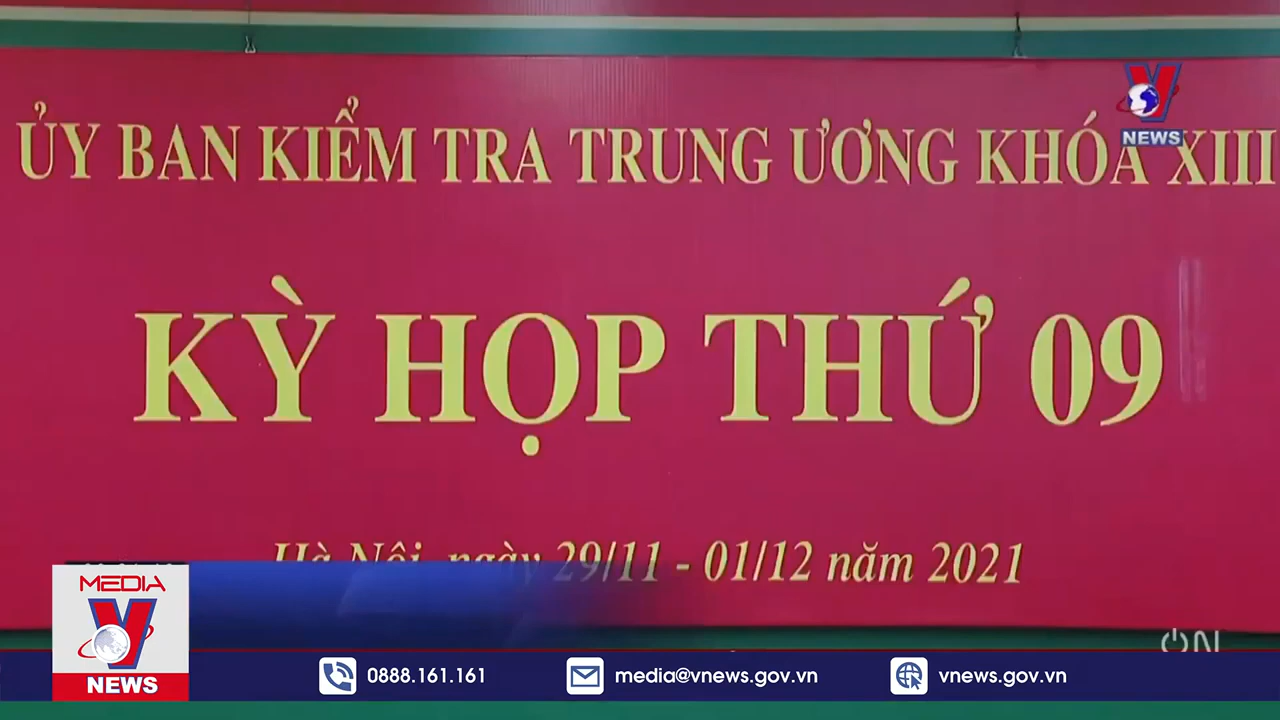 NEWS
ỦY BAN KIỂM TRA TRUNG ƯƠNG KHÓA XIII
KỲ HỌP THỨ 09
Hà Nội, ngày 29/11 - 01/12 năm 2021
MEDIA
NEWS
0888.161.161
media@vnews.gov.vn
vnews.gov.vn